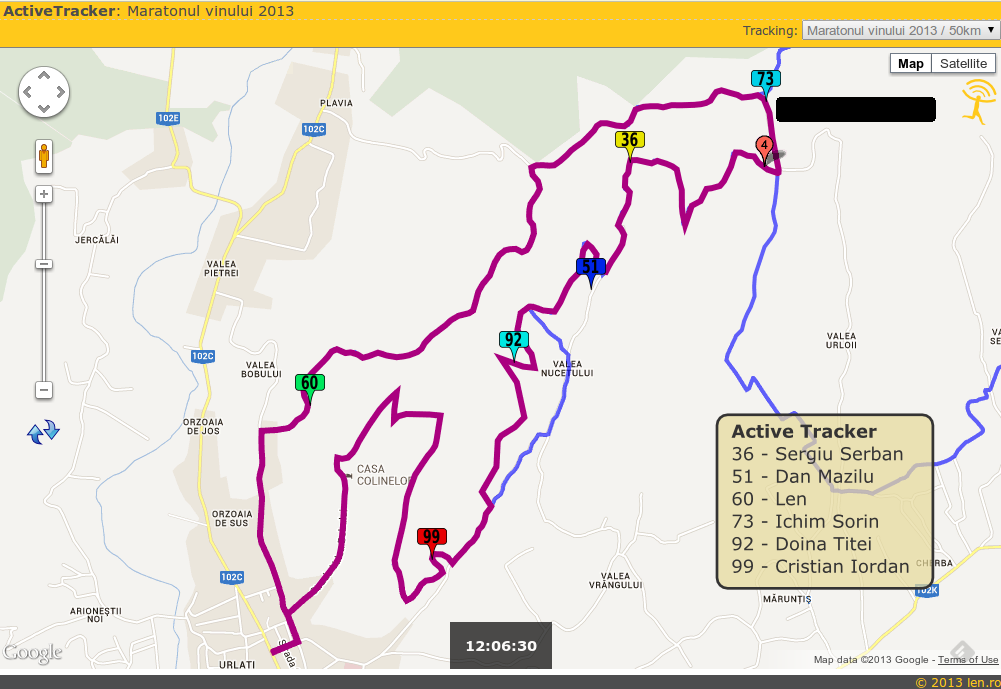 ActiveTracker: Maratonul vinului 2013
Tracking: Maratonul vinului 2013 / 50km
Map Satellite
73
PLAVIA
102E
102C
36
4
JERCĂLĂI
VALEA
PIETREI
51
92
VALEA
URLOII
102C
VALEA
BOBULUI
VALEA
NUCETULUI
60
ORZOAIA
DE JOS
CASA
COLINELOR
ORZOAIA
DE SUS
99
Active Tracker
36 - Sergiu Serban
51 - Dan Mazilu
60 - Len
73 - Ichim Sorin
92 - Doina Titei
99 - Cristian Iordan
CHERBA
102C
VALEA
VRÂNGULUI
102K
MĂRUNȚIȘ
ARIONEȘTII
NOI
12:06:30
Google
URLATI
Map data ©2013 Google - Terms of Use
© 2013 len.ro